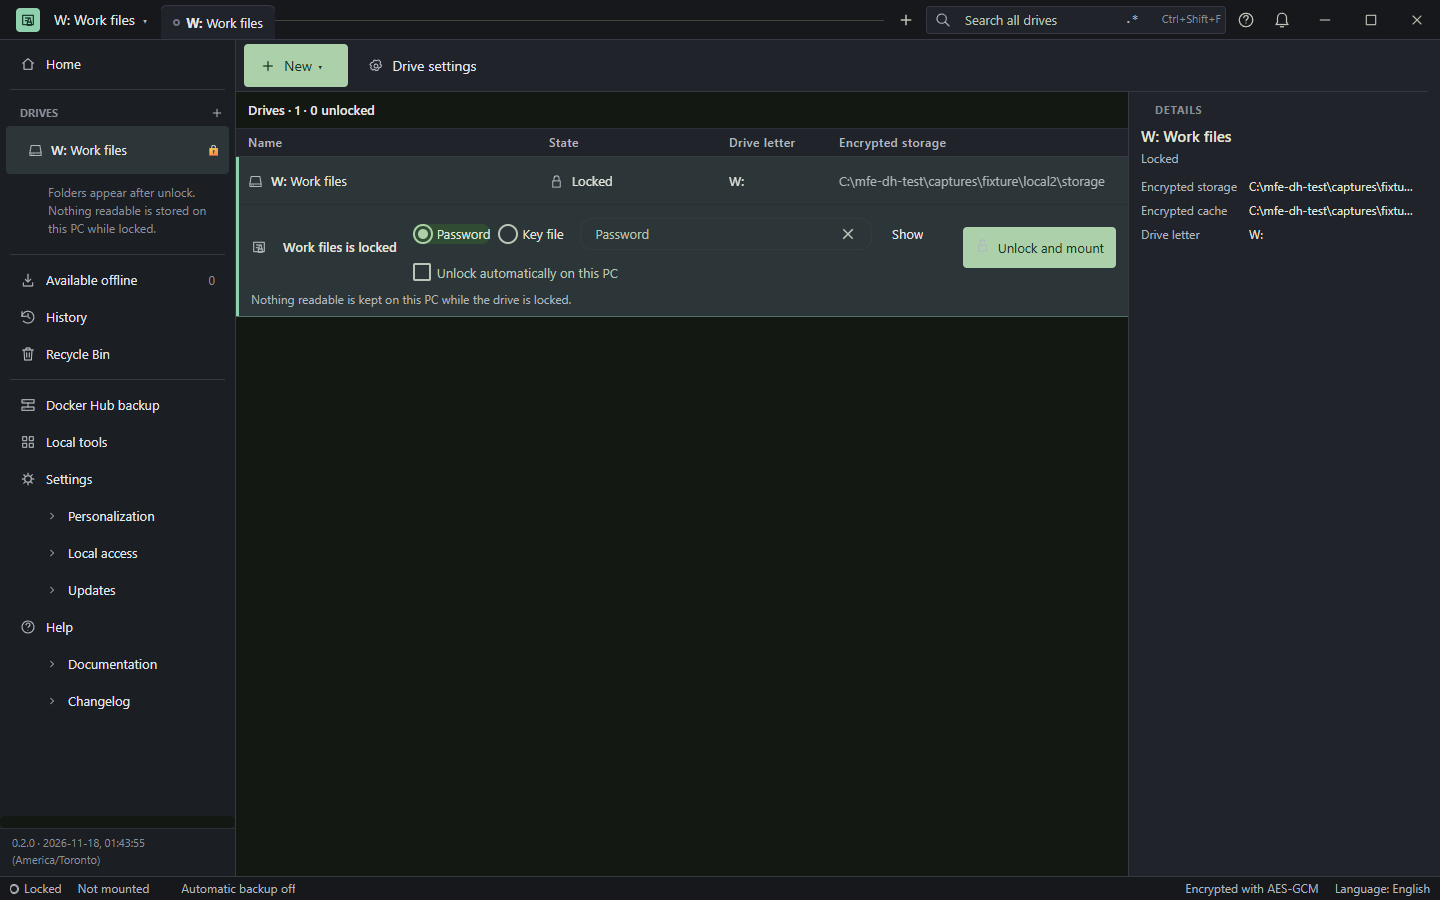 W: Work files
W: Work files
Search all drives
.*
Ctrl+Shift+F
Home
DRIVES
W: Work files
Folders appear after unlock.
Nothing readable is stored on
this PC while locked.
Available offline 0
History
Recycle Bin
Docker Hub backup
Local tools
Settings
Personalization
Local access
Updates
Help
Documentation
Changelog
0.2.0 · 2026-11-18, 01:43:55
(America/Toronto)
New
Drive settings
Drives · 1 · 0 unlocked
Name State Drive letter Encrypted storage
W: Work files Locked W: C:\mfe-dh-test\captures\fixture\local2\storage
Work files is locked Password Key file Password Show Unlock and mount
Unlock automatically on this PC
Nothing readable is kept on this PC while the drive is locked.
DETAILS
W: Work files
Locked
Encrypted storage C:\mfe-dh-test\captures\fixtu...
Encrypted cache C:\mfe-dh-test\captures\fixtu...
Drive letter W:
Locked Not mounted Automatic backup off Encrypted with AES-GCM Language: English